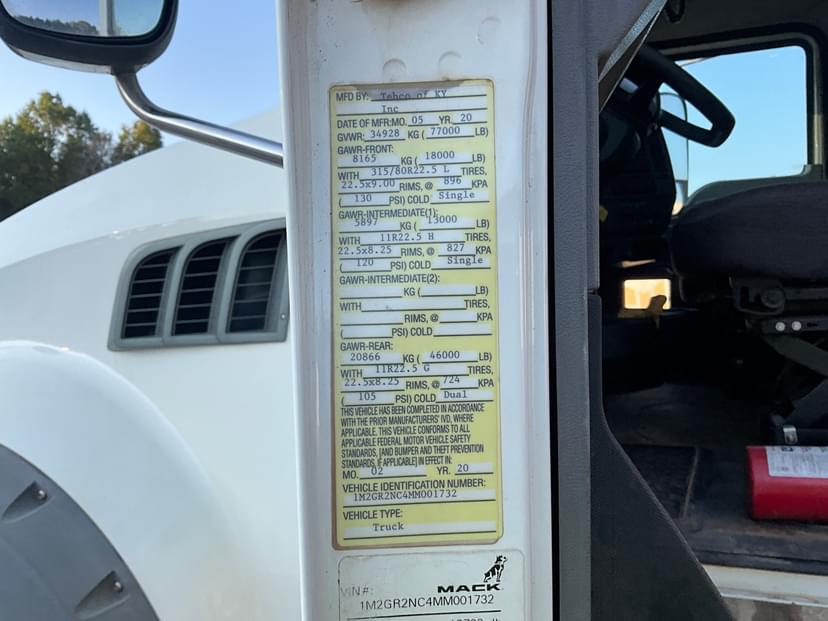 MFD BY: Tebco of KY
Inc
DATE OF MFR:MO. 05 YR. 20
GVWR: 34928 KG ( 77000 LB)
GAWR-FRONT:
8165 KG ( 18000 LB)
WITH 315/80R22.5 L TIRES,
22.5x9.00 RIMS, @ 896 KPA
( 130 PSI) COLD Single
GAWR-INTERMEDIATE(1):
5897 KG ( 13000 LB)
WITH 11R22.5 H TIRES,
22.5x8.25 RIMS, @ 827 KPA
( 120 PSI) COLD Single
GAWR-INTERMEDIATE(2):
KG ( LB)
WITH TIRES,
RIMS, @ KPA
( PSI) COLD
GAWR-REAR:
20866 KG ( 46000 LB)
WITH 11R22.5 G TIRES,
22.5x8.25 RIMS, @ 724 KPA
( 105 PSI) COLD Dual
THIS VEHICLE HAS BEEN COMPLETED IN ACCORDANCE
WITH THE PRIOR MANUFACTURERS' IVD, WHERE
APPLICABLE. THIS VEHICLE CONFORMS TO ALL
APPLICABLE FEDERAL MOTOR VEHICLE SAFETY
STANDARDS, [AND BUMPER AND THEFT PREVENTION
STANDARDS, IF APPLICABLE] IN EFFECT IN:
MO. 02 YR. 20
VEHICLE IDENTIFICATION NUMBER:
1M2GR2NC4MM001732
VEHICLE TYPE:
Truck
VIN#: MACK
1M2GR2NC4MM001732